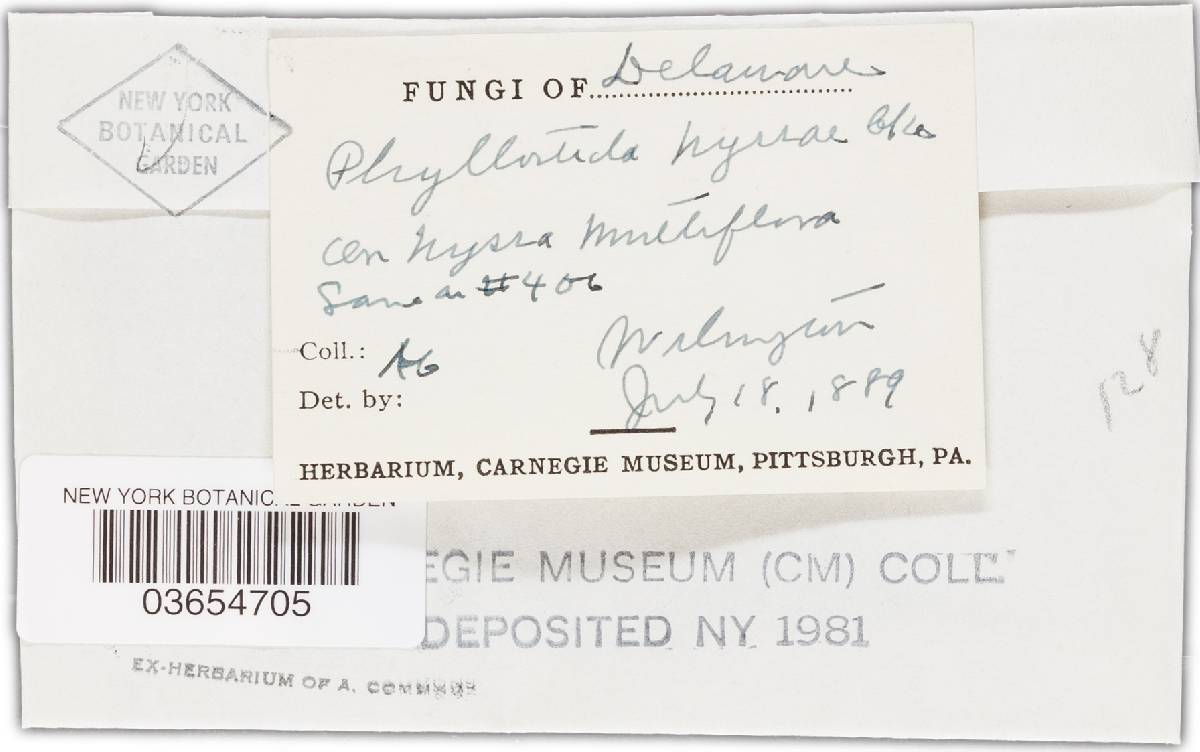 NEW YORK
BOTANICAL
GARDEN
FUNGI OF Delaware
Phyllosticta Nyssae Cke
On Nyssa multiflora
Same as #406
Wilmington
Coll.: AC
July 18, 1889
Det. by:
HERBARIUM, CARNEGIE MUSEUM, PITTSBURGH, PA.
128
NEW YORK BOTANICAL GARDEN
03654705
EGIE MUSEUM (CM) COLL.
DEPOSITED NY 1981
EX-HERBARIUM OF A. COMMONS